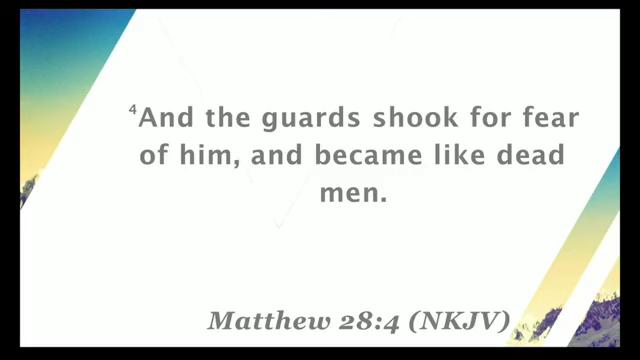 ⁴And the guards shook for fear
of him, and became like dead
men.
Matthew 28:4 (NKJV)